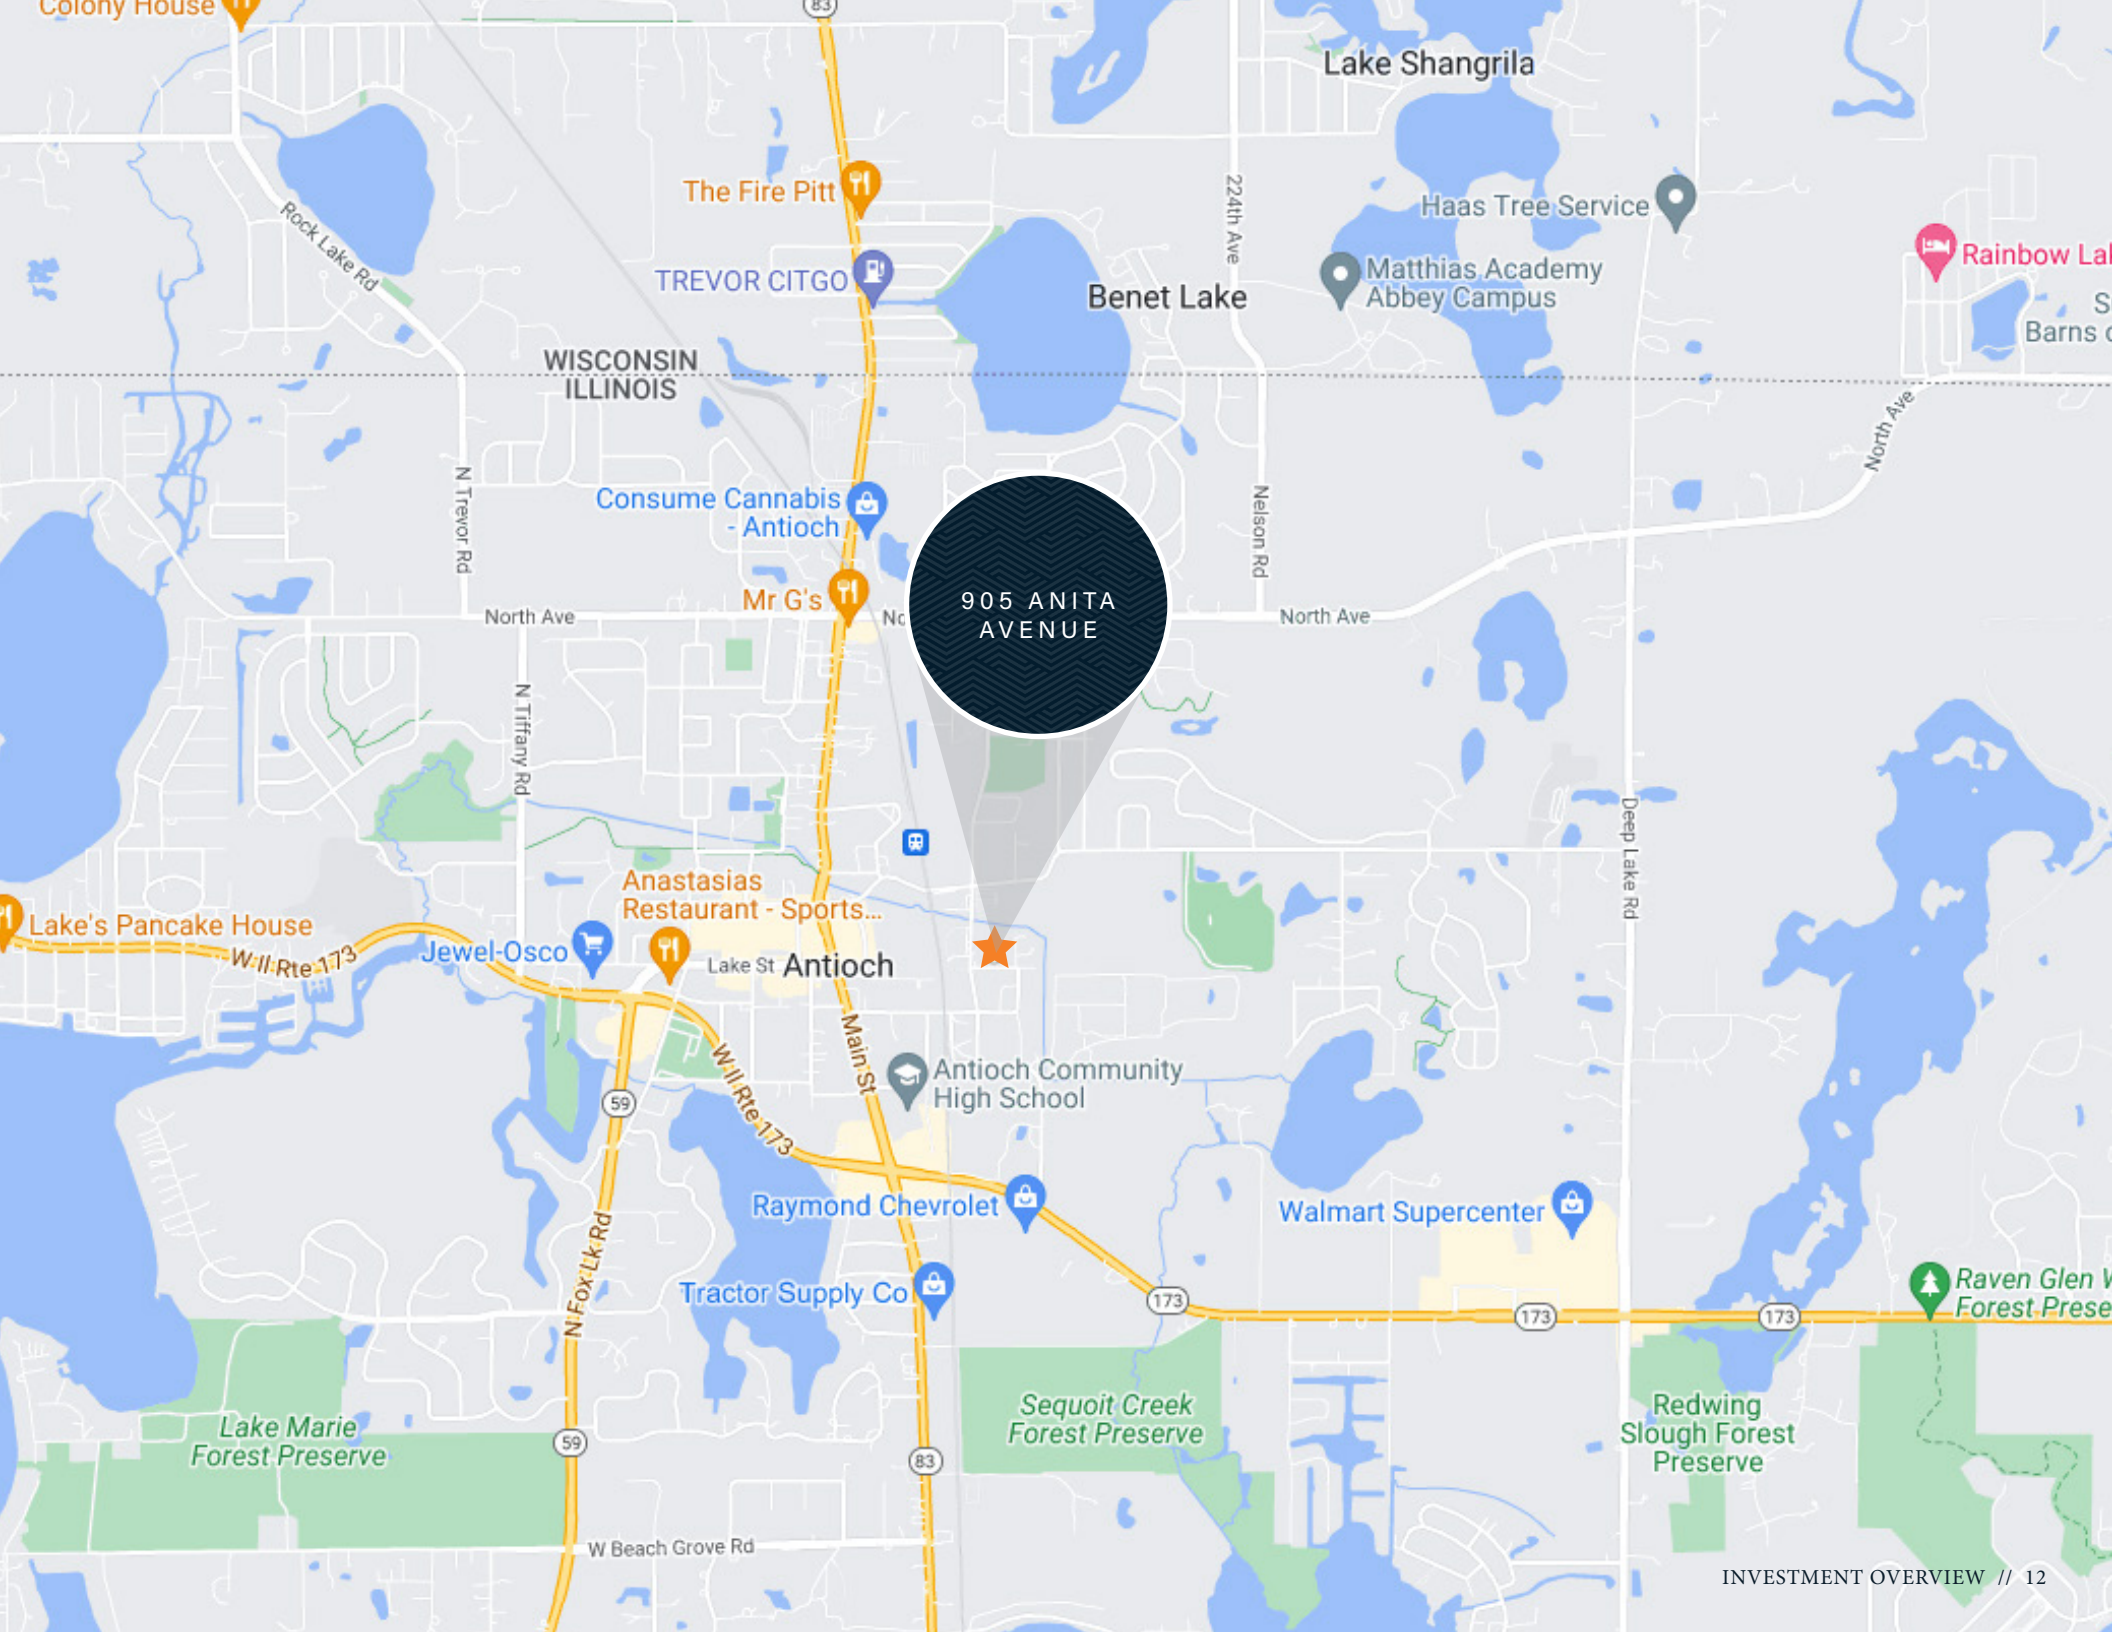 Colony House
83
Lake Shangrila
The Fire Pitt
224th Ave
Haas Tree Service
Rock Lake Rd
TREVOR CITGO
Benet Lake
Matthias Academy
Abbey Campus
Rainbow Lak
S
Barns o
WISCONSIN
ILLINOIS
North Ave
N Trevor Rd
Consume Cannabis
- Antioch
Nelson Rd
Mr G's
905 ANITA
AVENUE
North Ave
No
North Ave
N Tiffany Rd
Deep Lake Rd
Anastasias
Restaurant - Sports...
Lake's Pancake House
W Il Rte 173
Jewel-Osco
Lake St
Antioch
Main St
W Il Rte 173
Antioch Community
High School
59
Raymond Chevrolet
Walmart Supercenter
N Fox Lk Rd
Tractor Supply Co
173
173
173
Raven Glen W
Forest Prese
Lake Marie
Forest Preserve
59
83
Sequoit Creek
Forest Preserve
Redwing
Slough Forest
Preserve
W Beach Grove Rd
INVESTMENT OVERVIEW // 12